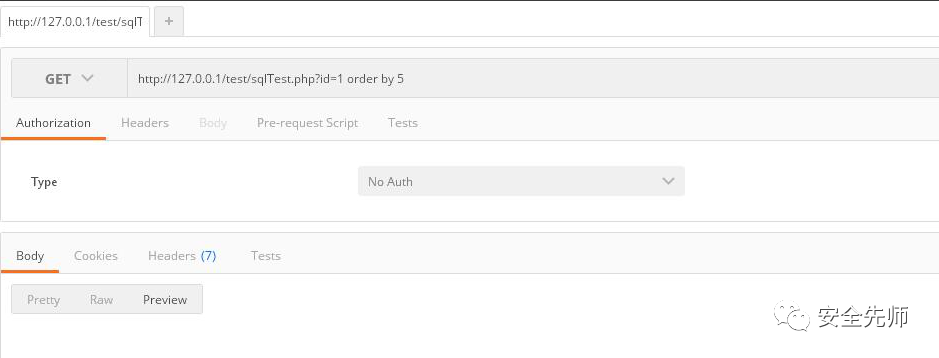 http://127.0.0.1/test/sqlT +
GET http://127.0.0.1/test/sqlTest.php?id=1 order by 5
Authorization Headers Body Pre-request Script Tests
Type No Auth
Body Cookies Headers (7) Tests
Pretty Raw Preview
安全先师